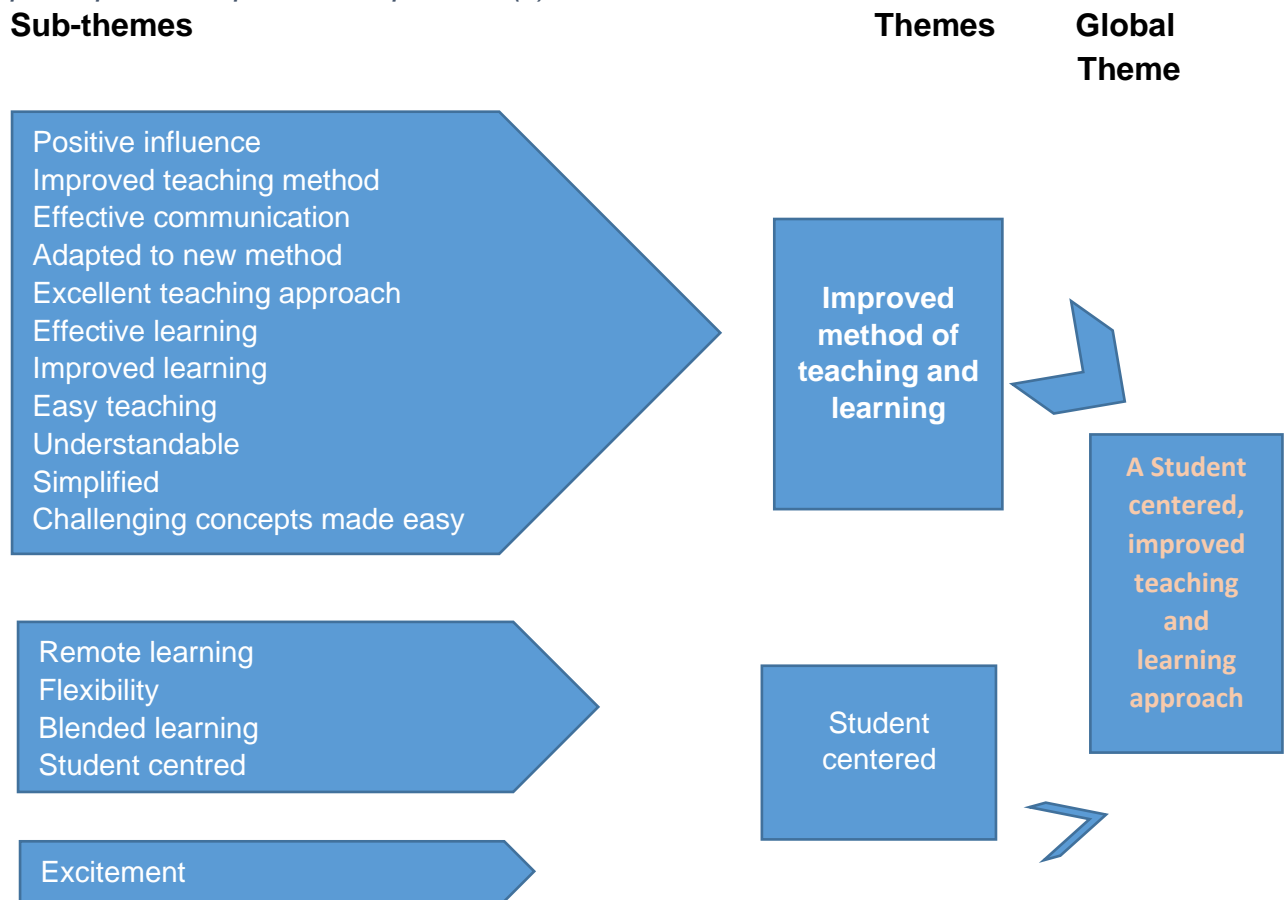 Sub-themes
Themes
Global
Theme
Positive influence
Improved teaching method
Effective communication
Adapted to new method
Excellent teaching approach
Effective learning
Improved learning
Easy teaching
Understandable
Simplified
Challenging concepts made easy
Improved
method of
teaching and
learning
A Student
centered,
improved
teaching
and
learning
approach
Remote learning
Flexibility
Blended learning
Student centred
Student
centered
Excitement